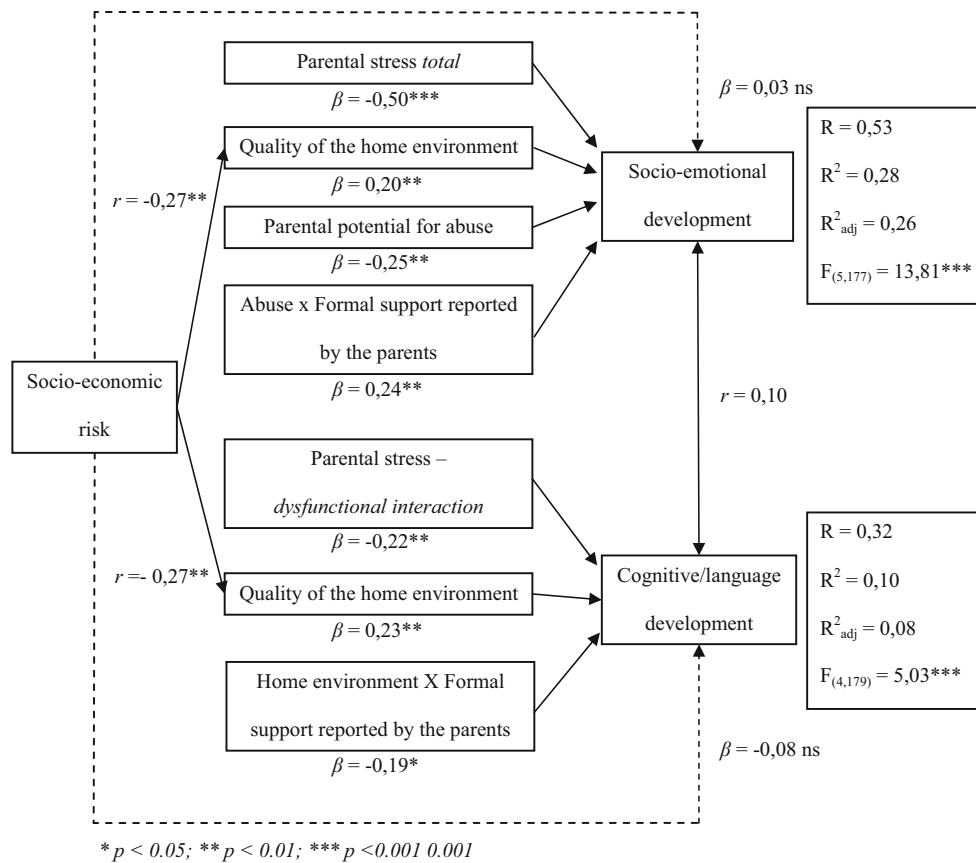 Parental stress total
β = -0,50***
β = 0,03 ns
Quality of the home environment
β = 0,20**
r = -0,27**
Parental potential for abuse
β = -0,25**
Abuse x Formal support reported
by the parents
β = 0,24**
Socio-emotional
development
R = 0,53
R² = 0,28
R²adj = 0,26
F(5,177) = 13,81***
Socio-economic
risk
r = 0,10
Parental stress –
dysfunctional interaction
β = -0,22**
r =- 0,27**
Quality of the home environment
β = 0,23**
Home environment X Formal
support reported by the parents
β = -0,19*
Cognitive/language
development
R = 0,32
R² = 0,10
R²adj = 0,08
F(4,179) = 5,03***
β = -0,08 ns
* p < 0.05; ** p < 0.01; *** p <0.001 0.001